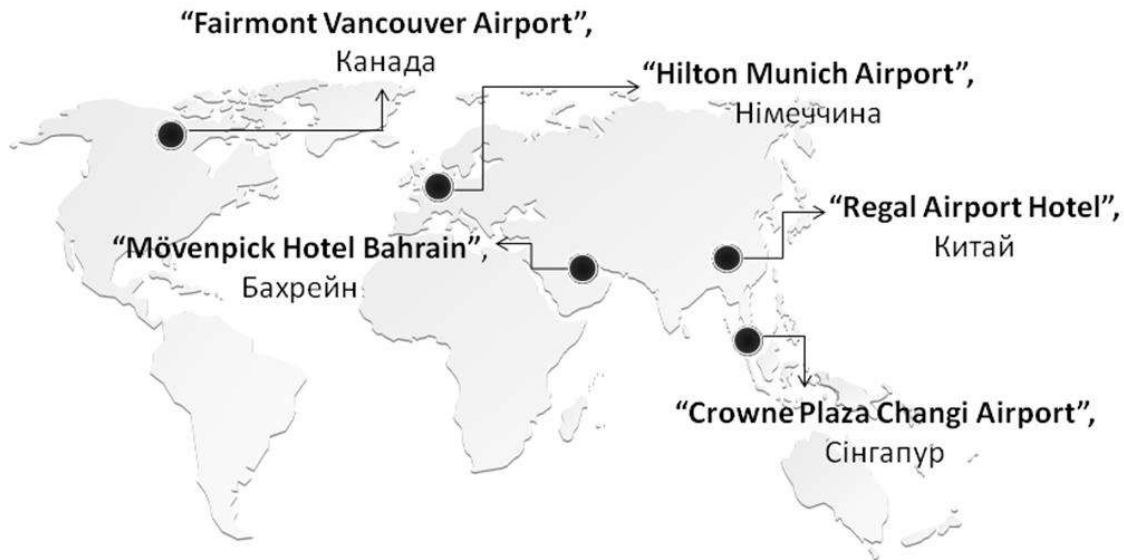 “Fairmont Vancouver Airport”,
Канада
“Hilton Munich Airport”,
Німеччина
“Regal Airport Hotel”,
Китай
“Mövenpick Hotel Bahrain”,
Бахрейн
“Crowne Plaza Changi Airport”,
Сінгапур